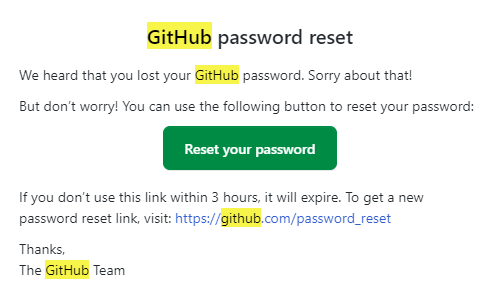 GitHub password reset
We heard that you lost your GitHub password. Sorry about that!
But don’t worry! You can use the following button to reset your password:
Reset your password
If you don’t use this link within 3 hours, it will expire. To get a new
password reset link, visit: https://github.com/password_reset
Thanks,
The GitHub Team